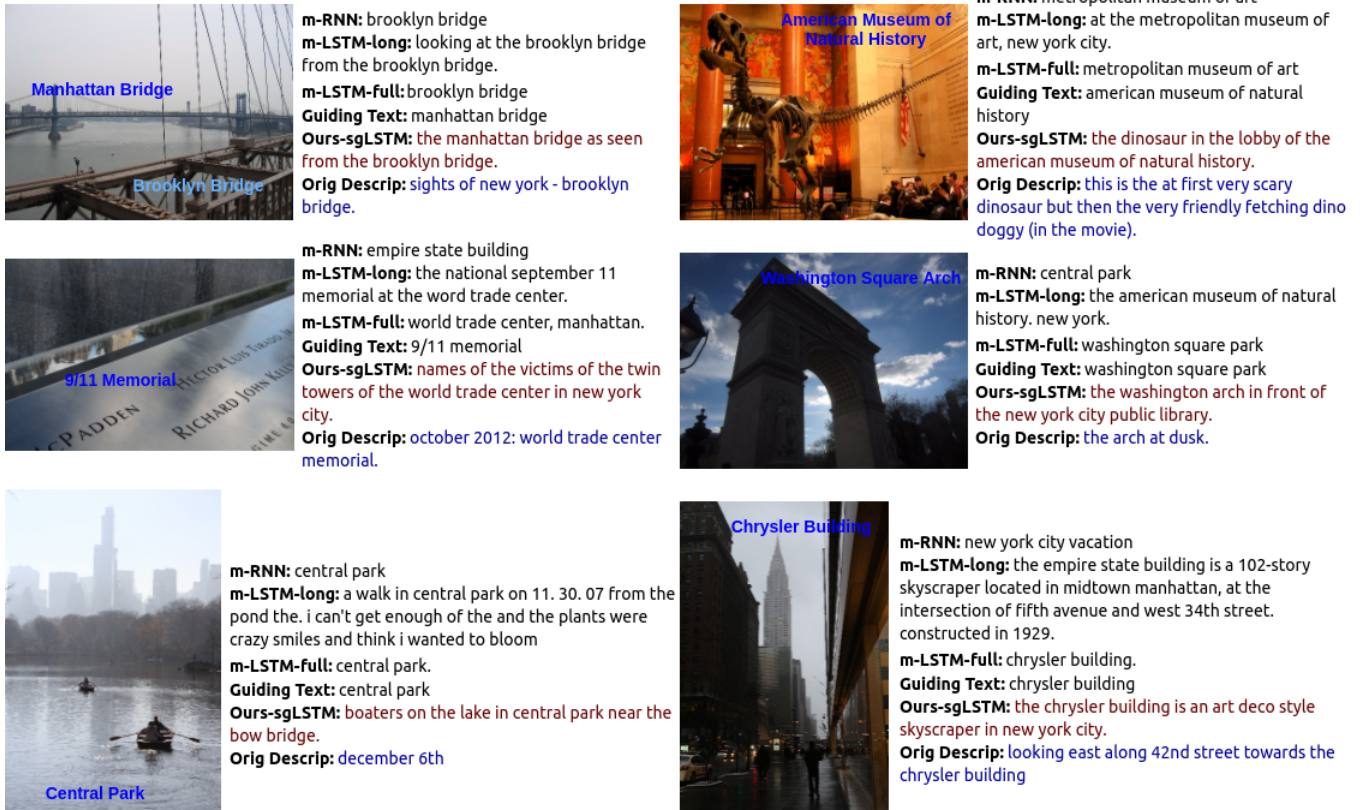 Manhattan Bridge
Brooklyn Bridge
m-RNN: brooklyn bridge
m-LSTM-long: looking at the brooklyn bridge
from the brooklyn bridge.
m-LSTM-full: brooklyn bridge
Guiding Text: manhattan bridge
Ours-sgLSTM: the manhattan bridge as seen
from the brooklyn bridge.
Orig Descrip: sights of new york - brooklyn
bridge.
American Museum of
Natural History
m-RNN: metropolitan museum of art
m-LSTM-long: at the metropolitan museum of
art, new york city.
m-LSTM-full: metropolitan museum of art
Guiding Text: american museum of natural
history
Ours-sgLSTM: the dinosaur in the lobby of the
american museum of natural history.
Orig Descrip: this is the at first very scary
dinosaur but then the very friendly fetching dino
doggy (in the movie).
9/11 Memorial
HECTOR LUIS TIRADO, JR.
MCPADDEN
RICHARD JOHN
m-RNN: empire state building
m-LSTM-long: the national september 11
memorial at the word trade center.
m-LSTM-full: world trade center, manhattan.
Guiding Text: 9/11 memorial
Ours-sgLSTM: names of the victims of the twin
towers of the world trade center in new york
city.
Orig Descrip: october 2012: world trade center
memorial.
Washington Square Arch
m-RNN: central park
m-LSTM-long: the american museum of natural
history. new york.
m-LSTM-full: washington square park
Guiding Text: washington square park
Ours-sgLSTM: the washington arch in front of
the new york city public library.
Orig Descrip: the arch at dusk.
Central Park
m-RNN: central park
m-LSTM-long: a walk in central park on 11. 30. 07 from the
pond the. i can't get enough of the and the plants were
crazy smiles and think i wanted to bloom
m-LSTM-full: central park.
Guiding Text: central park
Ours-sgLSTM: boaters on the lake in central park near the
bow bridge.
Orig Descrip: december 6th
Chrysler Building
m-RNN: new york city vacation
m-LSTM-long: the empire state building is a 102-story
skyscraper located in midtown manhattan, at the
intersection of fifth avenue and west 34th street.
constructed in 1929.
m-LSTM-full: chrysler building.
Guiding Text: chrysler building
Ours-sgLSTM: the chrysler building is an art deco style
skyscraper in new york city.
Orig Descrip: looking east along 42nd street towards the
chrysler building